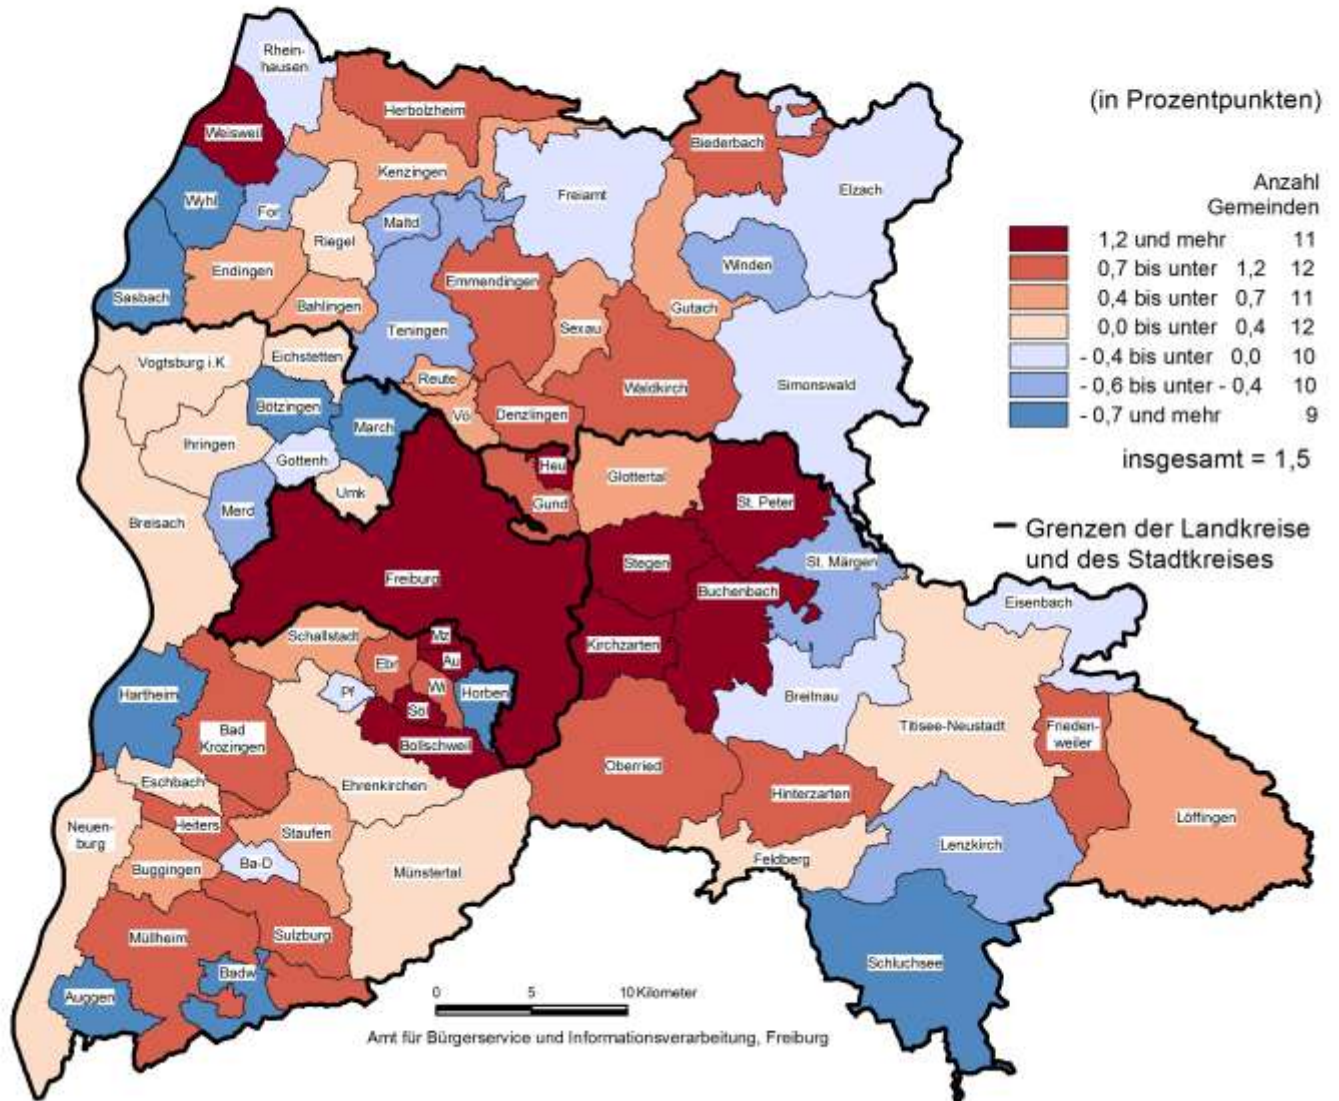 Rhein-
hausen
(in Prozentpunkten)
Herbolzheim
Weisweil
Biederbach
Kenzingen
Anzahl
Gemeinden
Elzach
Freiamt
Wyhl
For
Maltd
Riegel
1,2 und mehr 11
0,7 bis unter 1,2 12
0,4 bis unter 0,7 11
0,0 bis unter 0,4 12
- 0,4 bis unter 0,0 10
- 0,6 bis unter - 0,4 10
- 0,7 und mehr 9
insgesamt = 1,5
Winden
Endingen
Emmendingen
Sasbach
Bahlingen
Gutach
Teningen
Sexau
Vogtsburg i.K.
Eichstetten
Reute
Waldkirch
Simonswald
Bötzingen
Vö
Denzlingen
March
Ihringen
Gottenh
Heu
Glottertal
Umk
Gund
St. Peter
Merd
Breisach
Grenzen der Landkreise
und des Stadtkreises
Stegen
St. Märgen
Freiburg
Buchenbach
Eisenbach
Schallstadt
Mz
Kirchzarten
Ebr
Au
Wi
Pf
Horben
Hartheim
Breitnau
Sol
Titisee-Neustadt
Frieden-
weiler
Bad
Krozingen
Bollschweil
Oberried
Eschbach
Ehrenkirchen
Hinterzarten
Neuen-
burg
Heiters
Staufen
Löffingen
Lenzkirch
Ba-D
Feldberg
Buggingen
Münstertal
Müllheim
Sulzburg
Schluchsee
Badw
Auggen
0 5 10 Kilometer
Amt für Bürgerservice und Informationsverarbeitung, Freiburg